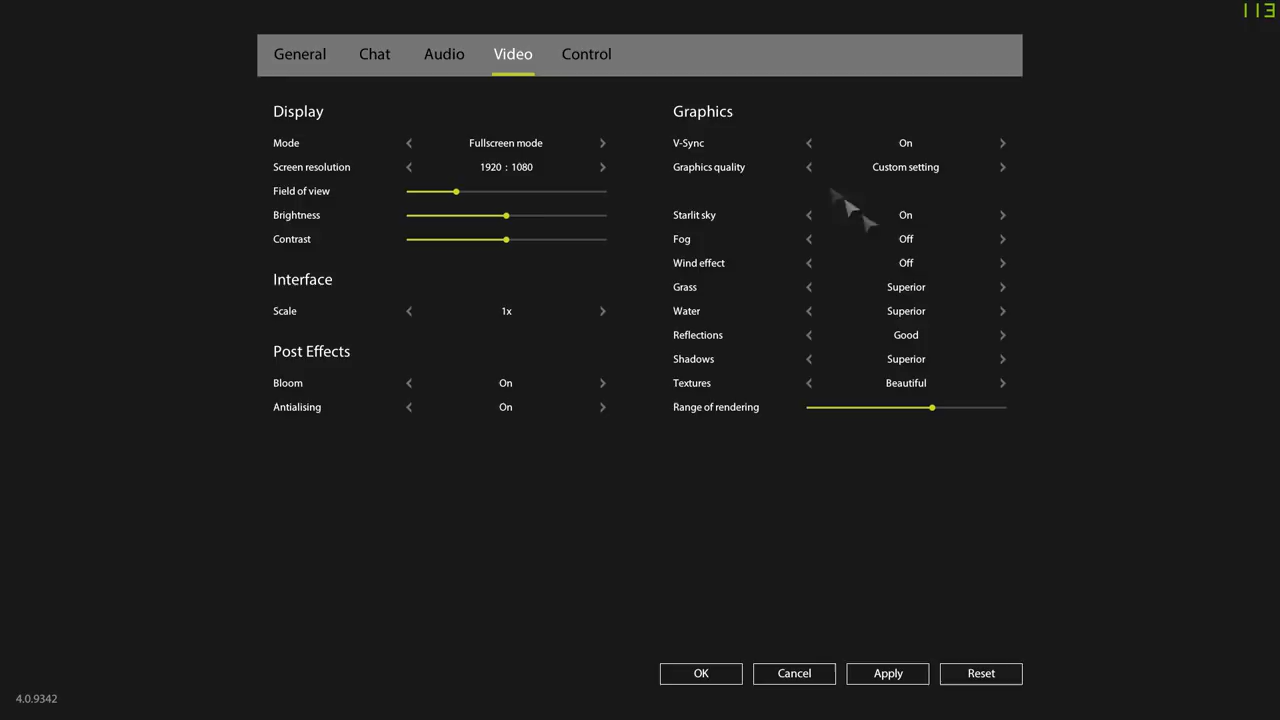 113
General Chat Audio Video Control
Display
Mode Fullscreen mode
Screen resolution 1920 : 1080
Field of view
Brightness
Contrast
Interface
Scale 1x
Post Effects
Bloom On
Antialising On
Graphics
V-Sync On
Graphics quality Custom setting
Starlit sky On
Fog Off
Wind effect Off
Grass Superior
Water Superior
Reflections Good
Shadows Superior
Textures Beautiful
Range of rendering
OK Cancel Apply Reset
4.0.9342